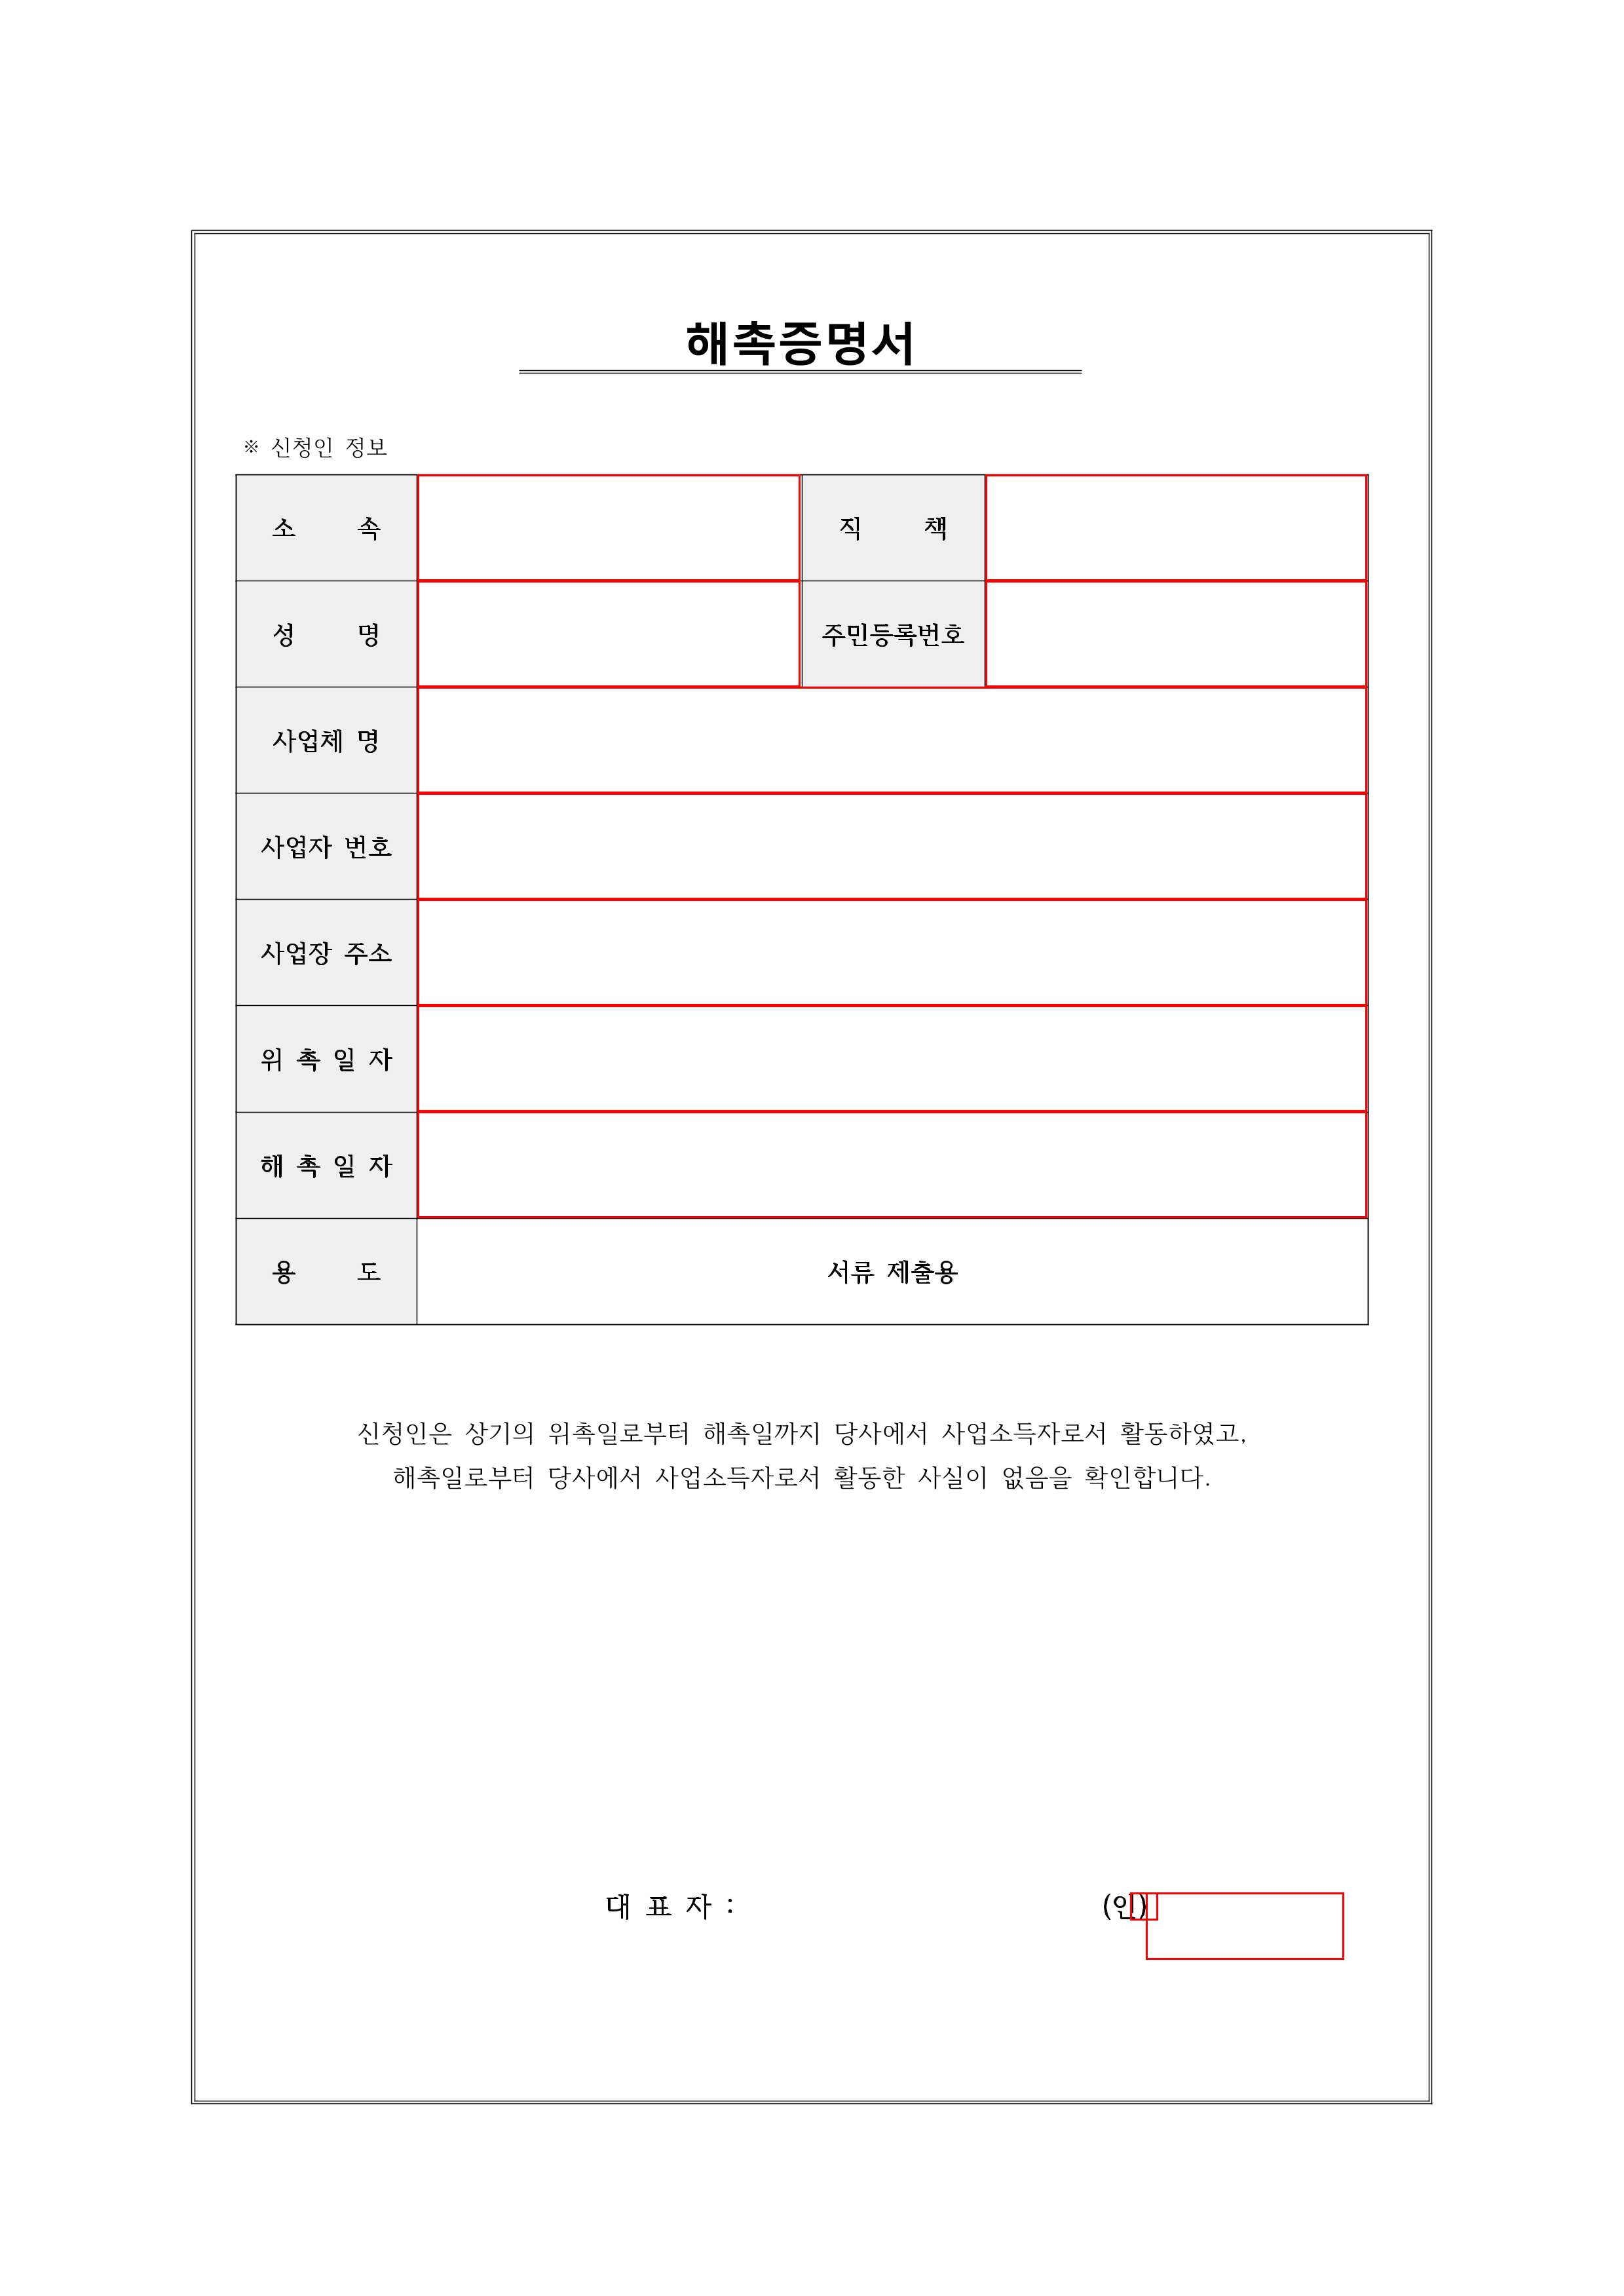 해촉증명서
※ 신청인 정보
소 속 직 책
성 명 주민등록번호
사업체 명
사업자 번호
사업장 주소
위 촉 일 자
해 촉 일 자
용 도 서류 제출용
신청인은 상기의 위촉일로부터 해촉일까지 당사에서 사업소득자로서 활동하였고,
해촉일로부터 당사에서 사업소득자로서 활동한 사실이 없음을 확인합니다.
대 표 자 : (인)